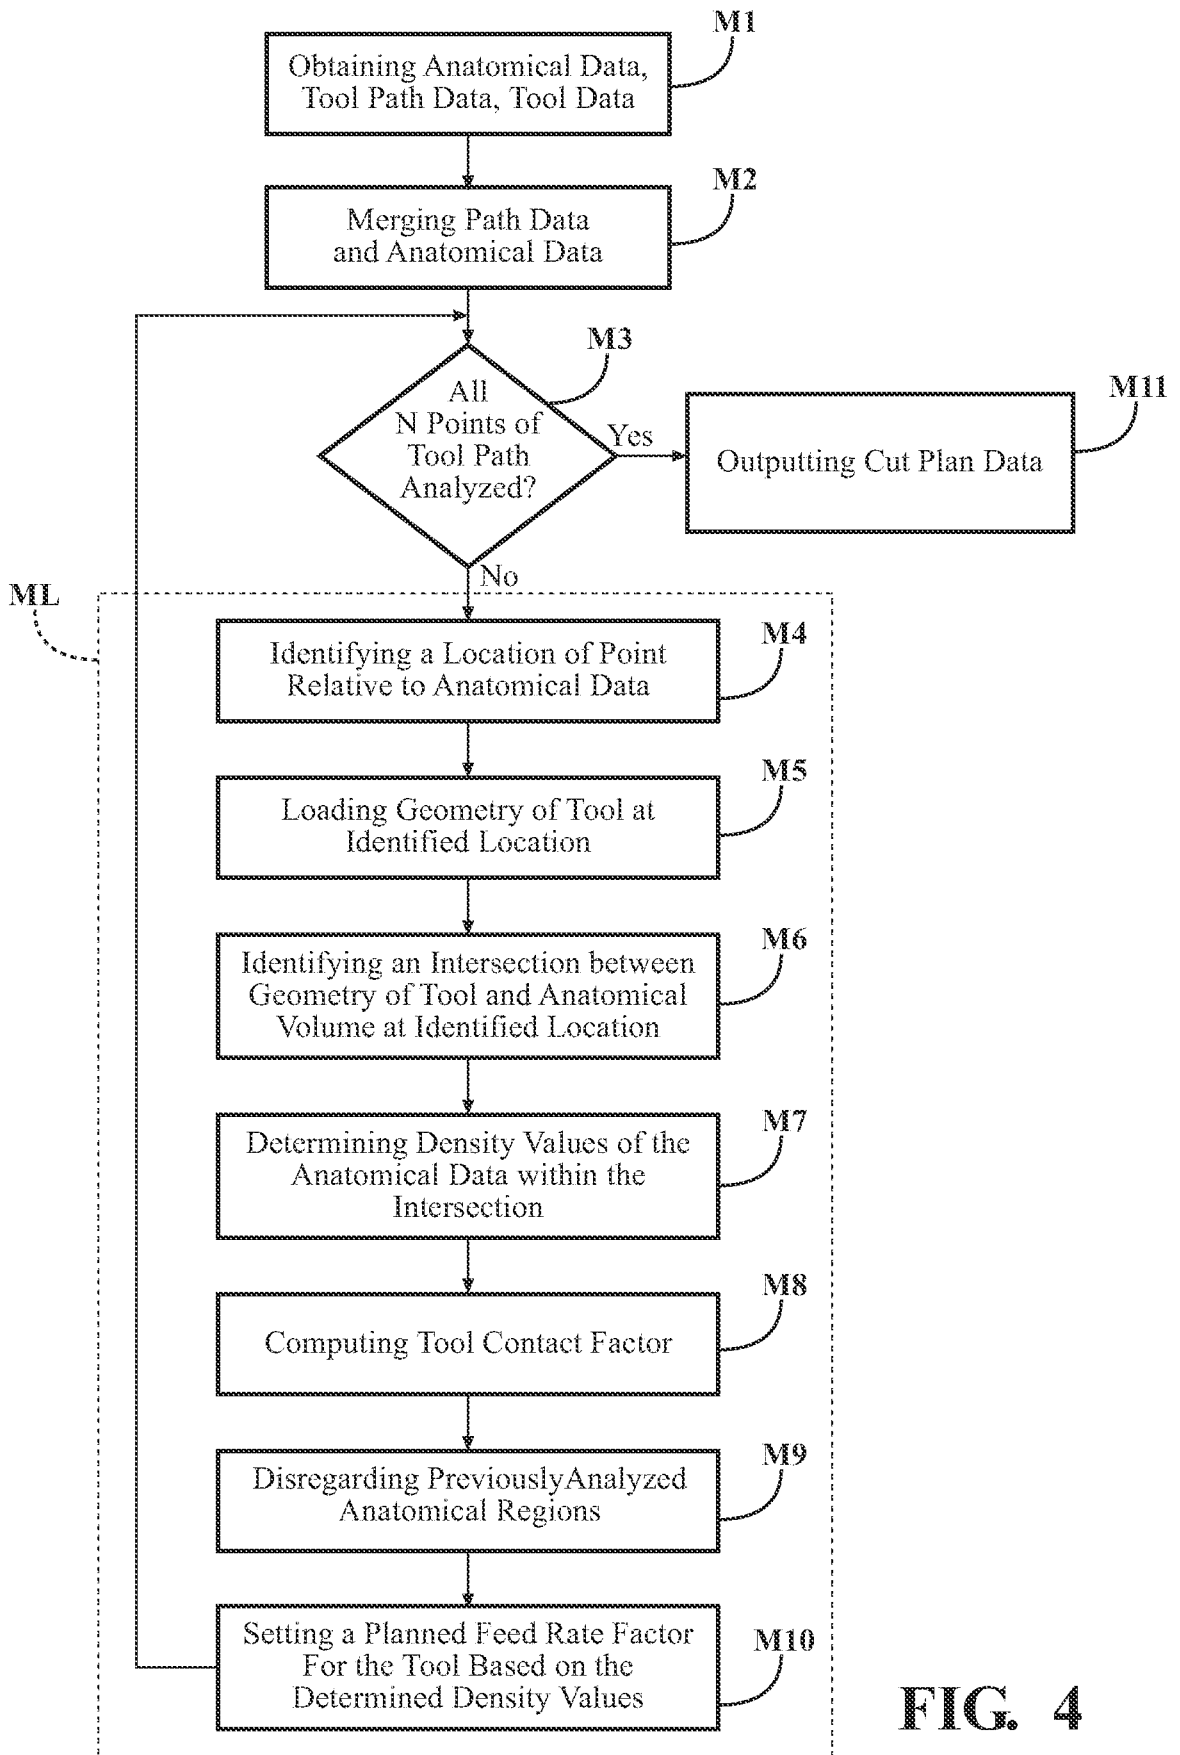 M1
Obtaining Anatomical Data,
Tool Path Data, Tool Data
M2
Merging Path Data
and Anatomical Data
M3
All
N Points of
Tool Path
Analyzed?
Yes
M11
Outputting Cut Plan Data
No
ML
M4
Identifying a Location of Point
Relative to Anatomical Data
M5
Loading Geometry of Tool at
Identified Location
M6
Identifying an Intersection between
Geometry of Tool and Anatomical
Volume at Identified Location
M7
Determining Density Values of the
Anatomical Data within the
Intersection
M8
Computing Tool Contact Factor
M9
Disregarding PreviouslyAnalyzed
Anatomical Regions
M10
Setting a Planned Feed Rate Factor
For the Tool Based on the
Determined Density Values
FIG. 4